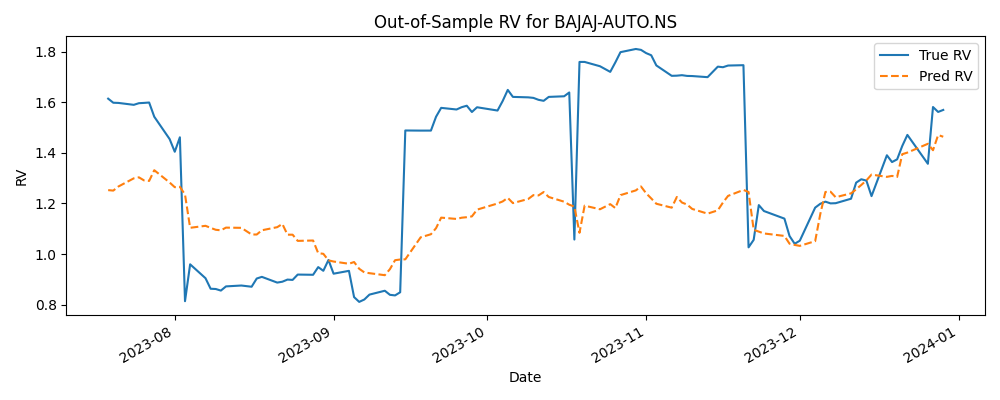 Out-of-Sample RV for BAJAJ-AUTO.NS
True RV
Pred RV
RV
1.8
1.6
1.4
1.2
1.0
0.8
2023-08
2023-09
2023-10
2023-11
2023-12
2024-01
Date